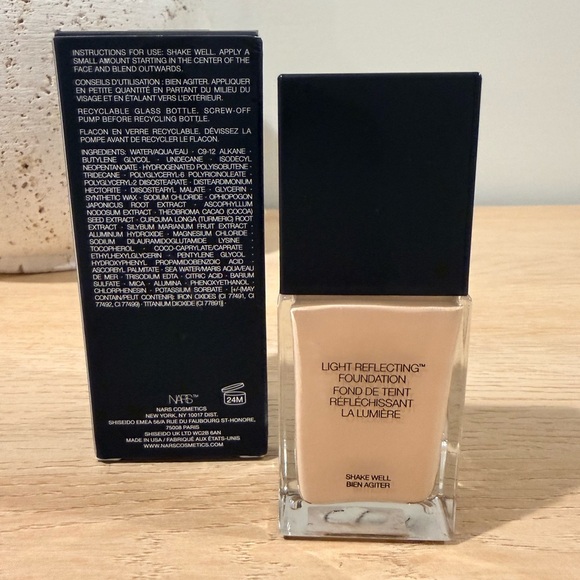 INSTRUCTIONS FOR USE: SHAKE WELL. APPLY A
SMALL AMOUNT STARTING IN THE CENTER OF
THE FACE AND BLEND OUTWARDS.
CONSEILS D'UTILISATION : BIEN AGITER. APPLIQUER
EN PETITE QUANTITÉ EN PARTANT DU MILIEU DU
VISAGE ET EN ÉTALANT VERS L'EXTÉRIEUR.
RECYCLABLE GLASS BOTTLE. SCREW-OFF
PUMP BEFORE RECYCLING BOTTLE.
FLACON EN VERRE RECYCLABLE. DÉVISSEZ LA
POMPE AVANT DE RECYCLER LE FLACON.
INGREDIENTS: WATER/AQUA/EAU · C9-12 ALKANE ·
BUTYLENE GLYCOL · UNDECANE · ISODECYL
NEOPENTANOATE · HYDROGENATED POLYISOBUTENE ·
TRIDECANE · POLYGLYCERYL-6 POLYRICINOLEATE ·
POLYGLYCERYL-2 DIISOSTEARATE · DISTEARDIMONIUM
HECTORITE · DIISOSTEARYL MALATE · GLYCERIN ·
SYNTHETIC WAX · SODIUM CHLORIDE · OPHIOPOGON
JAPONICUS ROOT EXTRACT · ASCOPHYLLUM
NODOSUM EXTRACT · THEOBROMA CACAO (COCOA)
SEED EXTRACT · CURCUMA LONGA (TURMERIC) ROOT
EXTRACT · SILYBUM MARIANUM FRUIT EXTRACT ·
ALUMINUM HYDROXIDE · MAGNESIUM CHLORIDE ·
SODIUM DILAURAMIDOGLUTAMIDE LYSINE ·
TOCOPHEROL · COCO-CAPRYLATE/CAPRATE ·
ETHYLHEXYLGLYCERIN · PENTYLENE GLYCOL ·
HYDROXYPHENYL PROPAMIDOBENZOIC ACID ·
ASCORBYL PALMITATE · SEA WATER/MARIS AQUA/EAU
DE MER · TRISODIUM EDTA · CITRIC ACID · BARIUM
SULFATE · MICA · ALUMINA · PHENOXYETHANOL ·
CHLORPHENESIN · POTASSIUM SORBATE · [+/-(MAY
CONTAIN/PEUT CONTENIR): IRON OXIDES (CI 77491, CI
77492, CI 77499) · TITANIUM DIOXIDE (CI 77891)] ·
NARS™
24M
NARS COSMETICS
NEW YORK, NY 10017 DIST.
SHISEIDO EMEA 56/A RUE DU FAUBOURG ST-HONORE,
75008 PARIS
SHISEIDO UK LTD WC2B 6AN
MADE IN USA / FABRIQUÉ AUX ÉTATS-UNIS
WWW.NARSCOSMETICS.COM
LIGHT REFLECTING™
FOUNDATION
FOND DE TEINT
RÉFLÉCHISSANT
LA LUMIÈRE
SHAKE WELL
BIEN AGITER